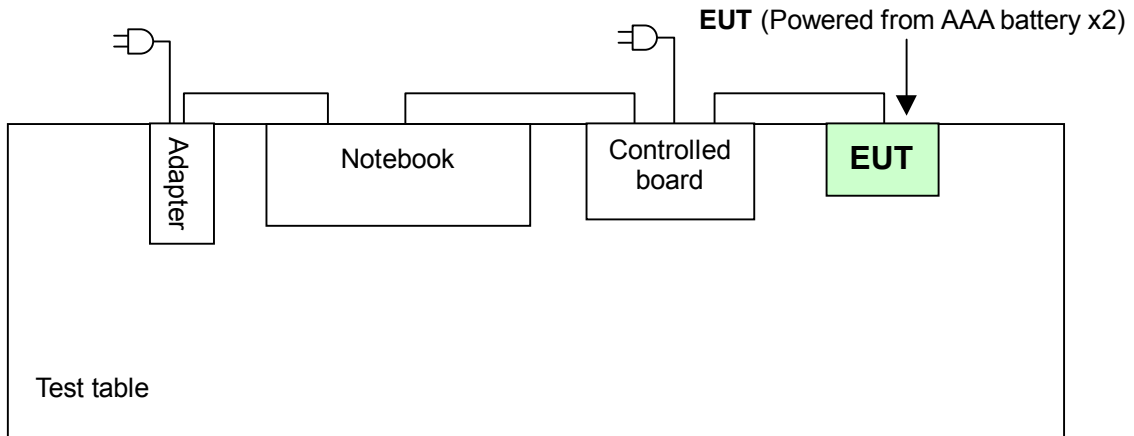 EUT (Powered from AAA battery x2)
Adapter
Notebook
Controlled
board
EUT
Test table